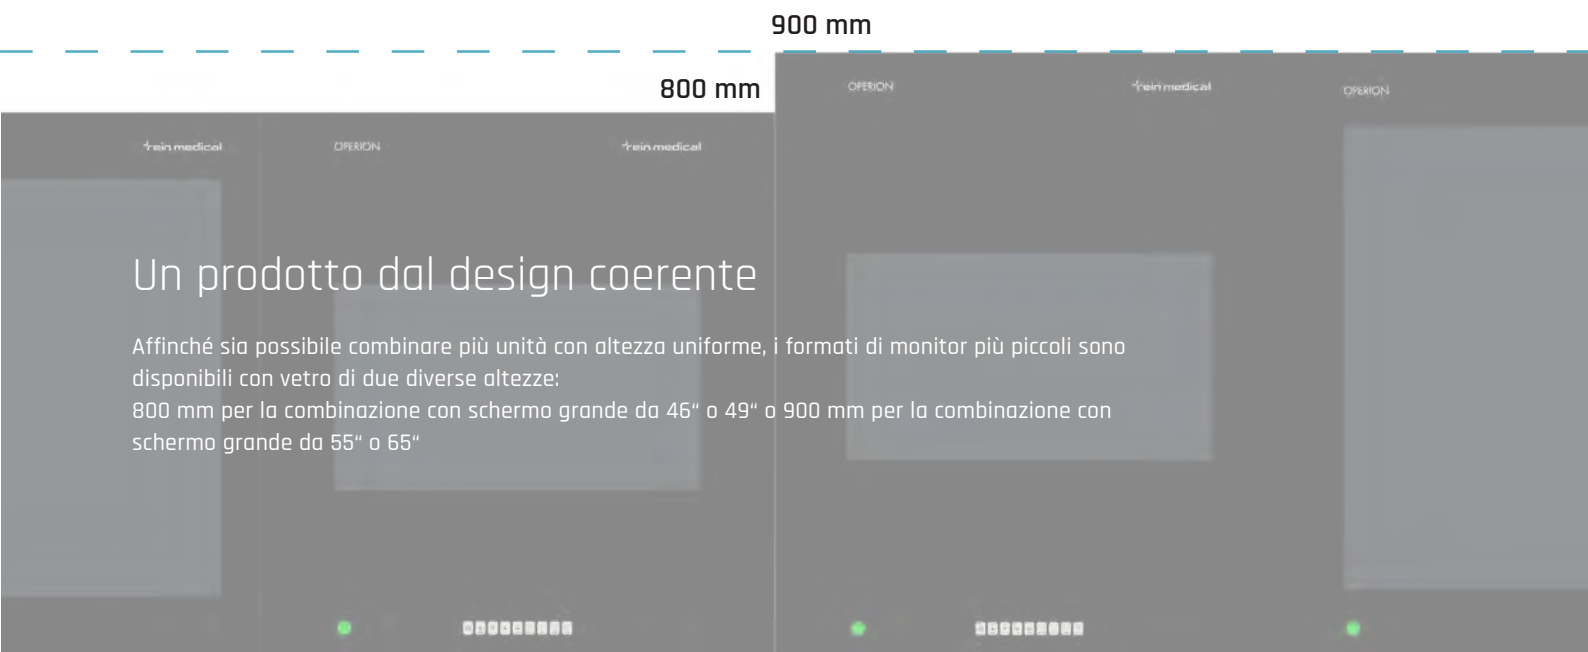 900 mm
800 mm
OPERION
rein medical
OPERION
rein medical
OPERION
rein medical
Un prodotto dal design coerente
Affinché sia possibile combinare più unità con altezza uniforme, i formati di monitor più piccoli sono
disponibili con vetro di due diverse altezze:
800 mm per la combinazione con schermo grande da 46“ o 49“ o 900 mm per la combinazione con
schermo grande da 55“ o 65“